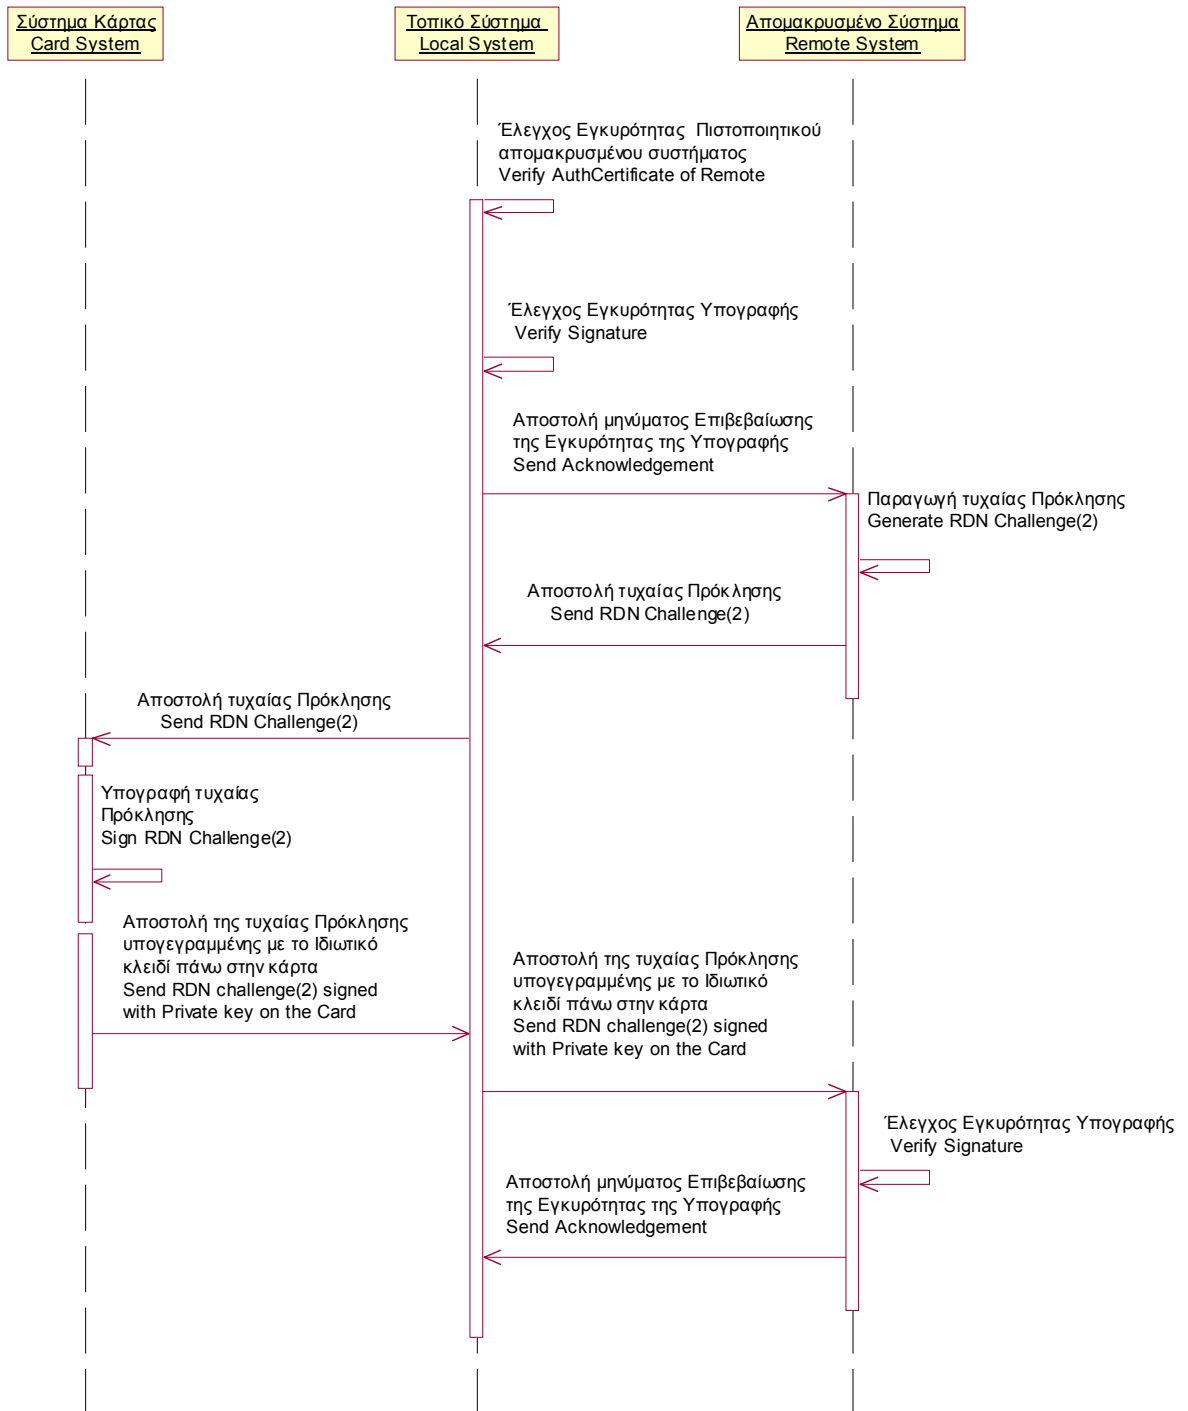 Σύστημα Κάρτας
Card System
Τοπικό Σύστημα
Local System
Απομακρυσμένο Σύστημα
Remote System
Έλεγχος Εγκυρότητας Πιστοποιητικού
απομακρυσμένου συστήματος
Verify AuthCertificate of Remote
Έλεγχος Εγκυρότητας Υπογραφής
Verify Signature
Αποστολή μηνύματος Επιβεβαίωσης
της Εγκυρότητας της Υπογραφής
Send Acknowledgement
Παραγωγή τυχαίας Πρόκλησης
Generate RDN Challenge(2)
Αποστολή τυχαίας Πρόκλησης
Send RDN Challenge(2)
Αποστολή τυχαίας Πρόκλησης
Send RDN Challenge(2)
Υπογραφή τυχαίας
Πρόκλησης
Sign RDN Challenge(2)
Αποστολή της τυχαίας Πρόκλησης
υπογεγραμμένης με το Ιδιωτικό
κλειδί πάνω στην κάρτα
Send RDN challenge(2) signed
with Private key on the Card
Αποστολή της τυχαίας Πρόκλησης
υπογεγραμμένης με το Ιδιωτικό
κλειδί πάνω στην κάρτα
Send RDN challenge(2) signed
with Private key on the Card
Έλεγχος Εγκυρότητας Υπογραφής
Verify Signature
Αποστολή μηνύματος Επιβεβαίωσης
της Εγκυρότητας της Υπογραφής
Send Acknowledgement